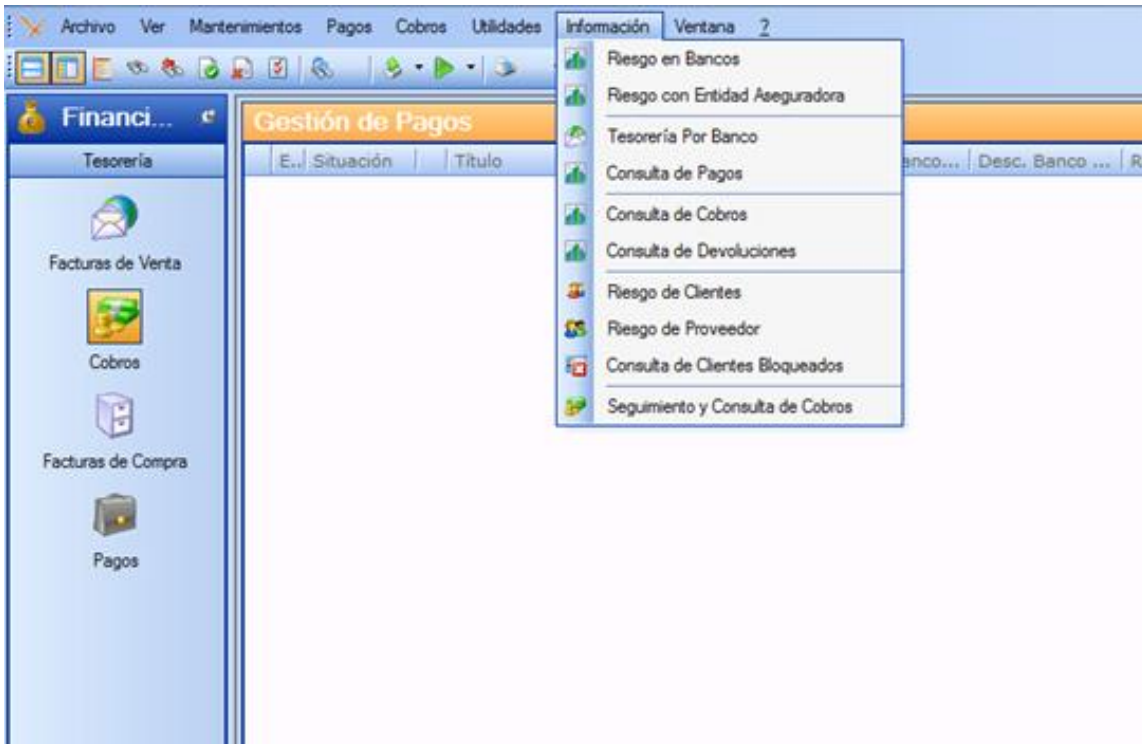 Archivo Ver Mantenimientos Pagos Cobros Utilidades Información Ventana ?
Riesgo en Bancos
Riesgo con Entidad Aseguradora
Tesorería Por Banco
Consulta de Pagos
Consulta de Cobros
Consulta de Devoluciones
Riesgo de Clientes
Riesgo de Proveedor
Consulta de Clientes Bloqueados
Seguimiento y Consulta de Cobros
Financi...
Tesorería
Facturas de Venta
Cobros
Facturas de Compra
Pagos
Gestión de Pagos
E.. Situación Título anco... Desc. Banco ... R